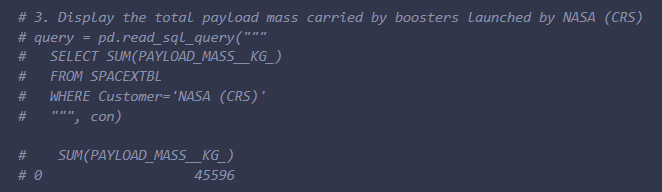 # 3. Display the total payload mass carried by boosters launched by NASA (CRS)
# query = pd.read_sql_query("""
#   SELECT SUM(PAYLOAD_MASS__KG_)
#   FROM SPACEXTBL
#   WHERE Customer='NASA (CRS)'
#   """, con)

#    SUM(PAYLOAD_MASS__KG_)
# 0                   45596